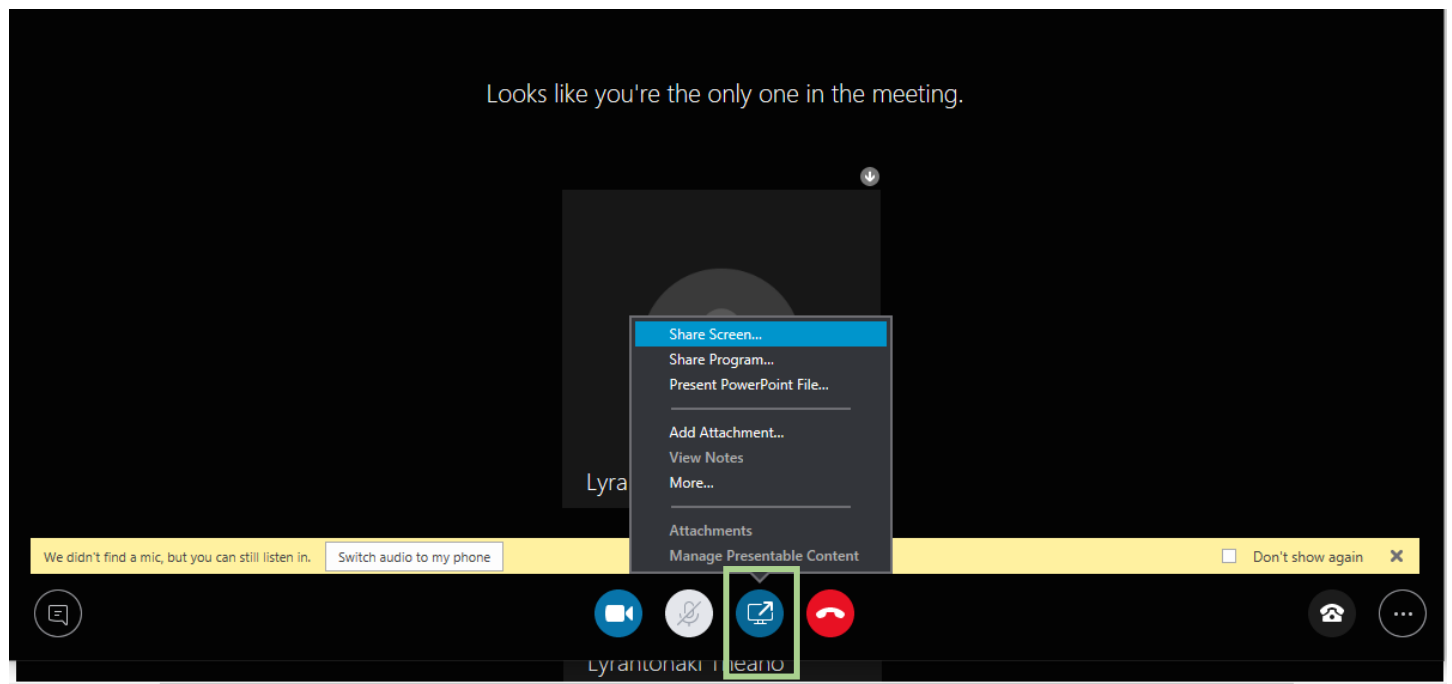 Looks like you're the only one in the meeting.
Share Screen...
Share Program...
Present PowerPoint File...
Add Attachment...
View Notes
Lyra
More...
Attachments
Manage Presentable Content
We didn't find a mic, but you can still listen in. Switch audio to my phone Don't show again
Lyrantonaki Theano